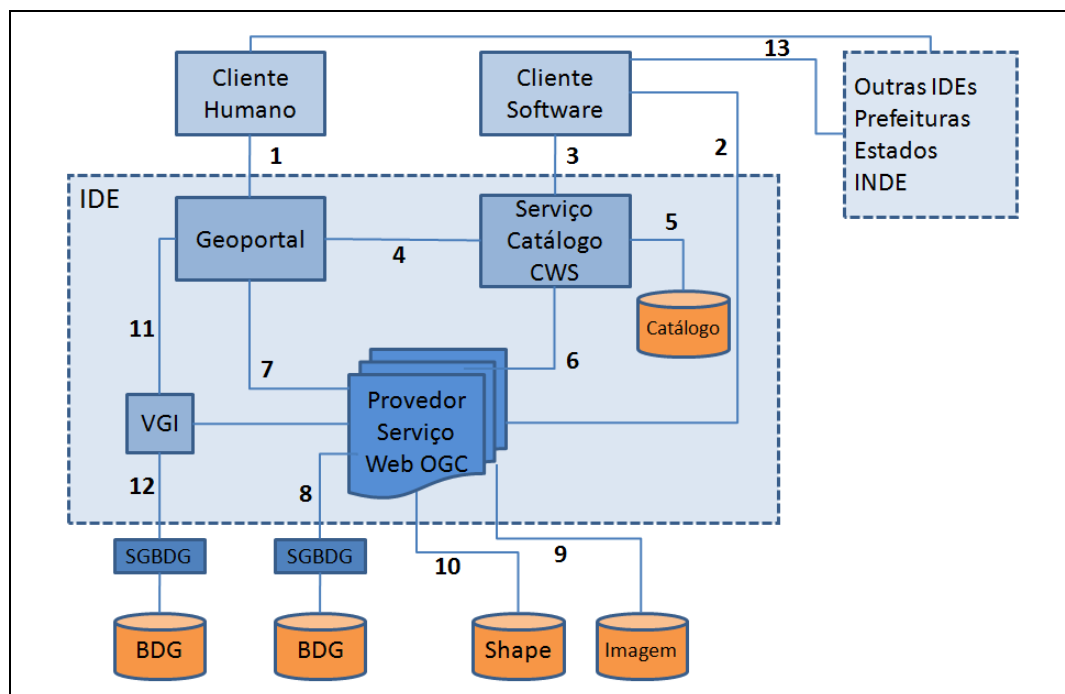 13
Cliente
Humano
Cliente
Software
Outras IDEs
Prefeituras
Estados
INDE
1
3
2
IDE
Geoportal
4
Serviço
Catálogo
CWS
5
Catálogo
11
7
6
VGI
Provedor
Serviço
Web OGC
12
8
10
9
SGBDG
SGBDG
BDG
BDG
Shape
Imagem